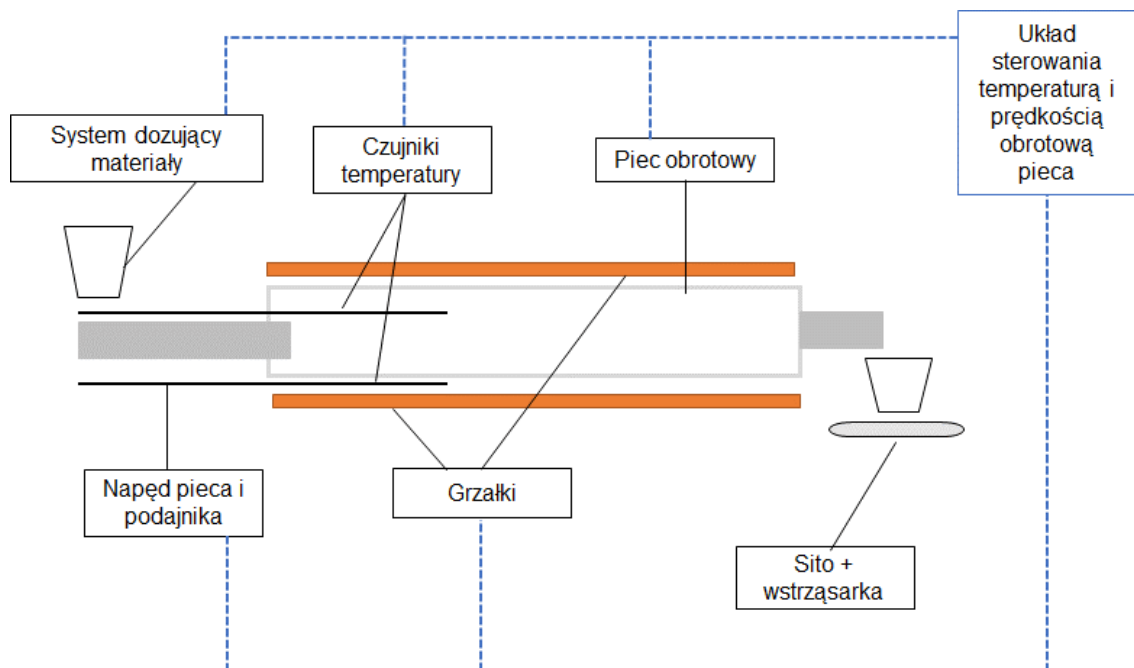 Układ
sterowania
temperaturą i
prędkością
obrotową
pieca
System dozujący
materiały
Czujniki
temperatury
Piec obrotowy
Napęd pieca i
podajnika
Grzałki
Sito +
wstrząsarka